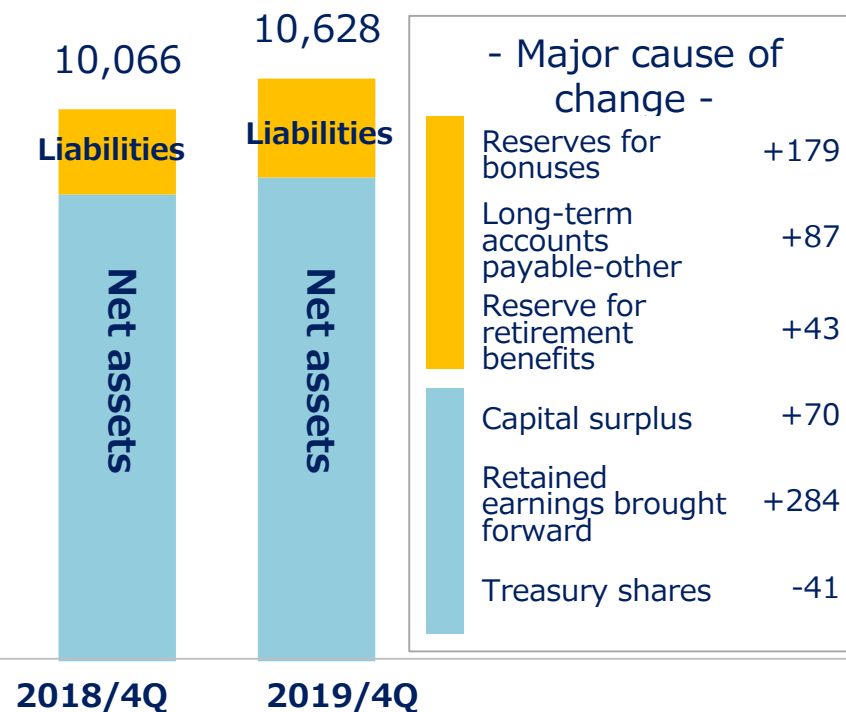 10,066
10,628
Liabilities
Liabilities
Net assets
Net assets
2018/4Q
2019/4Q
- Major cause of
change -
Reserves for
bonuses
+179
Long-term
accounts
payable-other
+87
Reserve for
retirement
benefits
+43
Capital surplus
+70
Retained
earnings brought
forward
+284
Treasury shares
-41